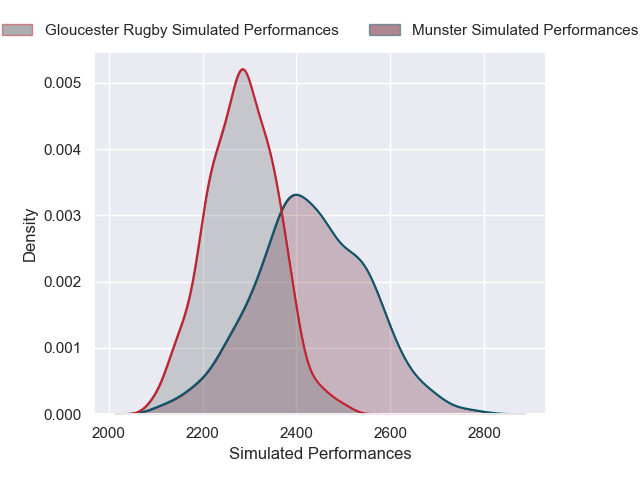 Gloucester Rugby Simulated Performances
Munster Simulated Performances
0.005
0.004
0.003
0.002
0.001
0.000
Density
2000
2200
2400
2600
2800
Simulated Performances